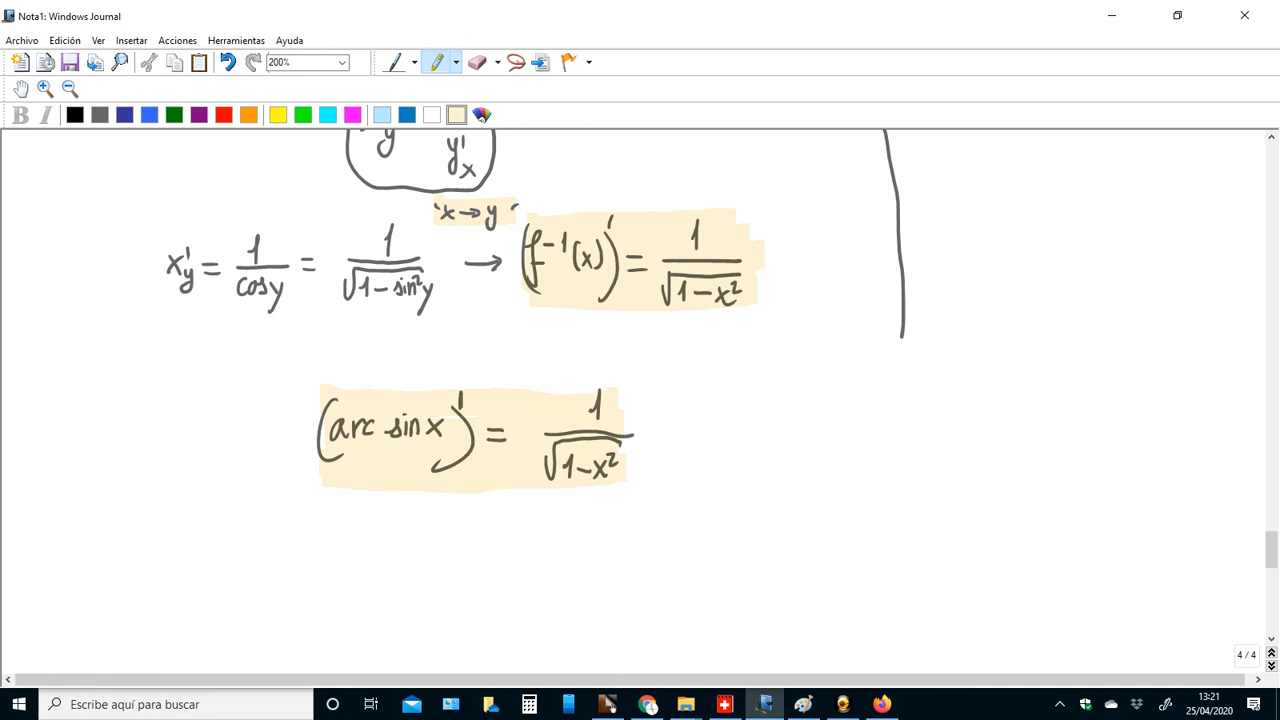 Nota1: Windows Journal
Archivo Edición Ver Insertar Acciones Herramientas Ayuda
200%
B I
y y'x
"x → y"
x'y = 1/cos y = 1/√(1 - sin²y) → (f⁻¹(x))' = 1/√(1 - x²)
(arc sin x)' = 1/√(1 - x²)
4 / 4
Escribe aquí para buscar
13:21
25/04/2020